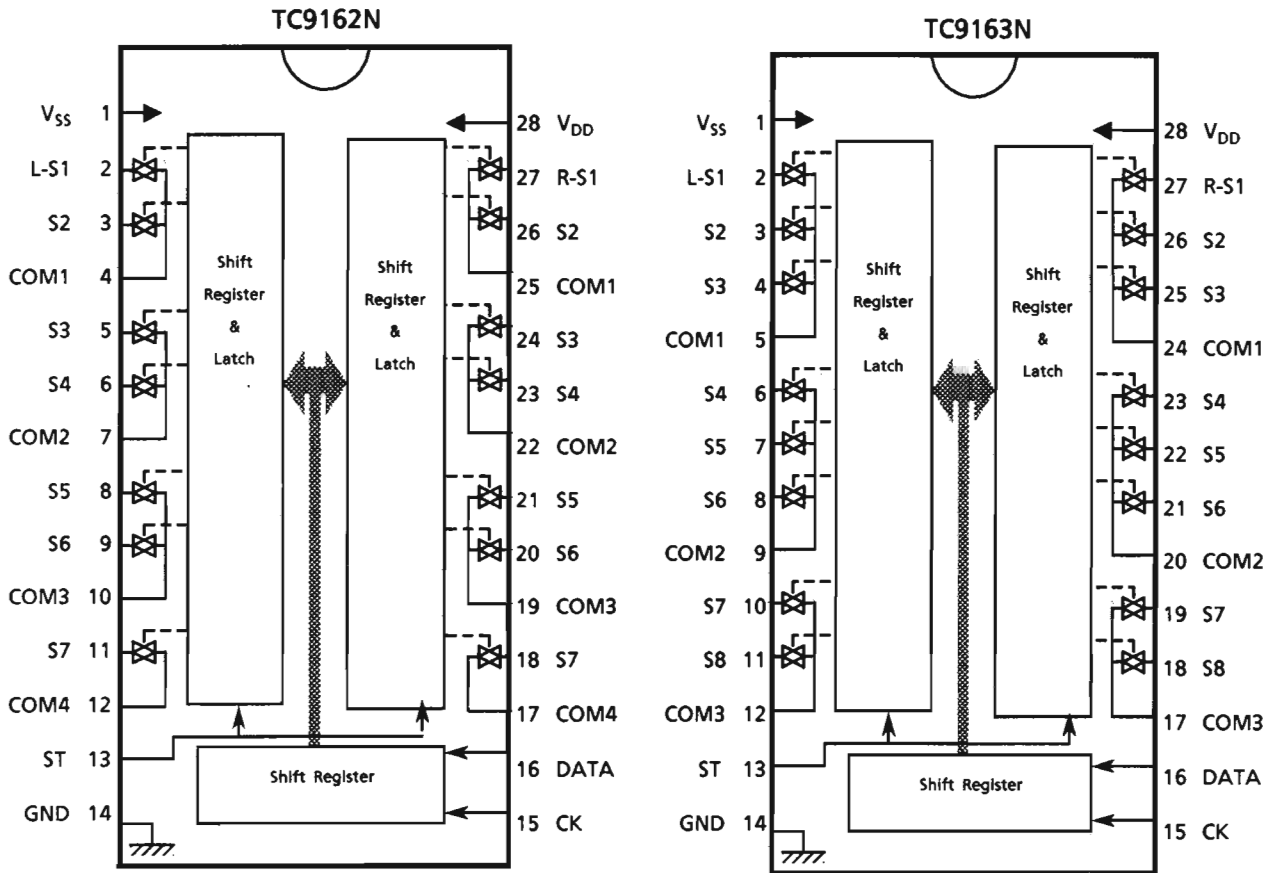 TC9162N
VSS 1
L-S1 2
S2 3
COM1 4
S3 5
S4 6
COM2 7
S5 8
S6 9
COM3 10
S7 11
COM4 12
ST 13
GND 14
Shift
Register
&
Latch
Shift
Register
&
Latch
Shift Register
28 VDD
27 R-S1
26 S2
25 COM1
24 S3
23 S4
22 COM2
21 S5
20 S6
19 COM3
18 S7
17 COM4
16 DATA
15 CK
TC9163N
VSS 1
L-S1 2
S2 3
S3 4
COM1 5
S4 6
S5 7
S6 8
COM2 9
S7 10
S8 11
COM3 12
ST 13
GND 14
Shift
Register
&
Latch
Shift
Register
&
Latch
Shift Register
28 VDD
27 R-S1
26 S2
25 S3
24 COM1
23 S4
22 S5
21 S6
20 COM2
19 S7
18 S8
17 COM3
16 DATA
15 CK